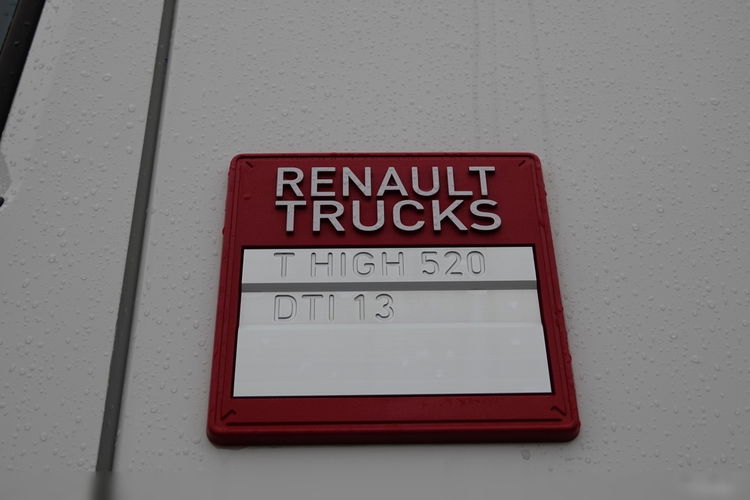 RENAULT
TRUCKS
T HIGH 520
DTI 13